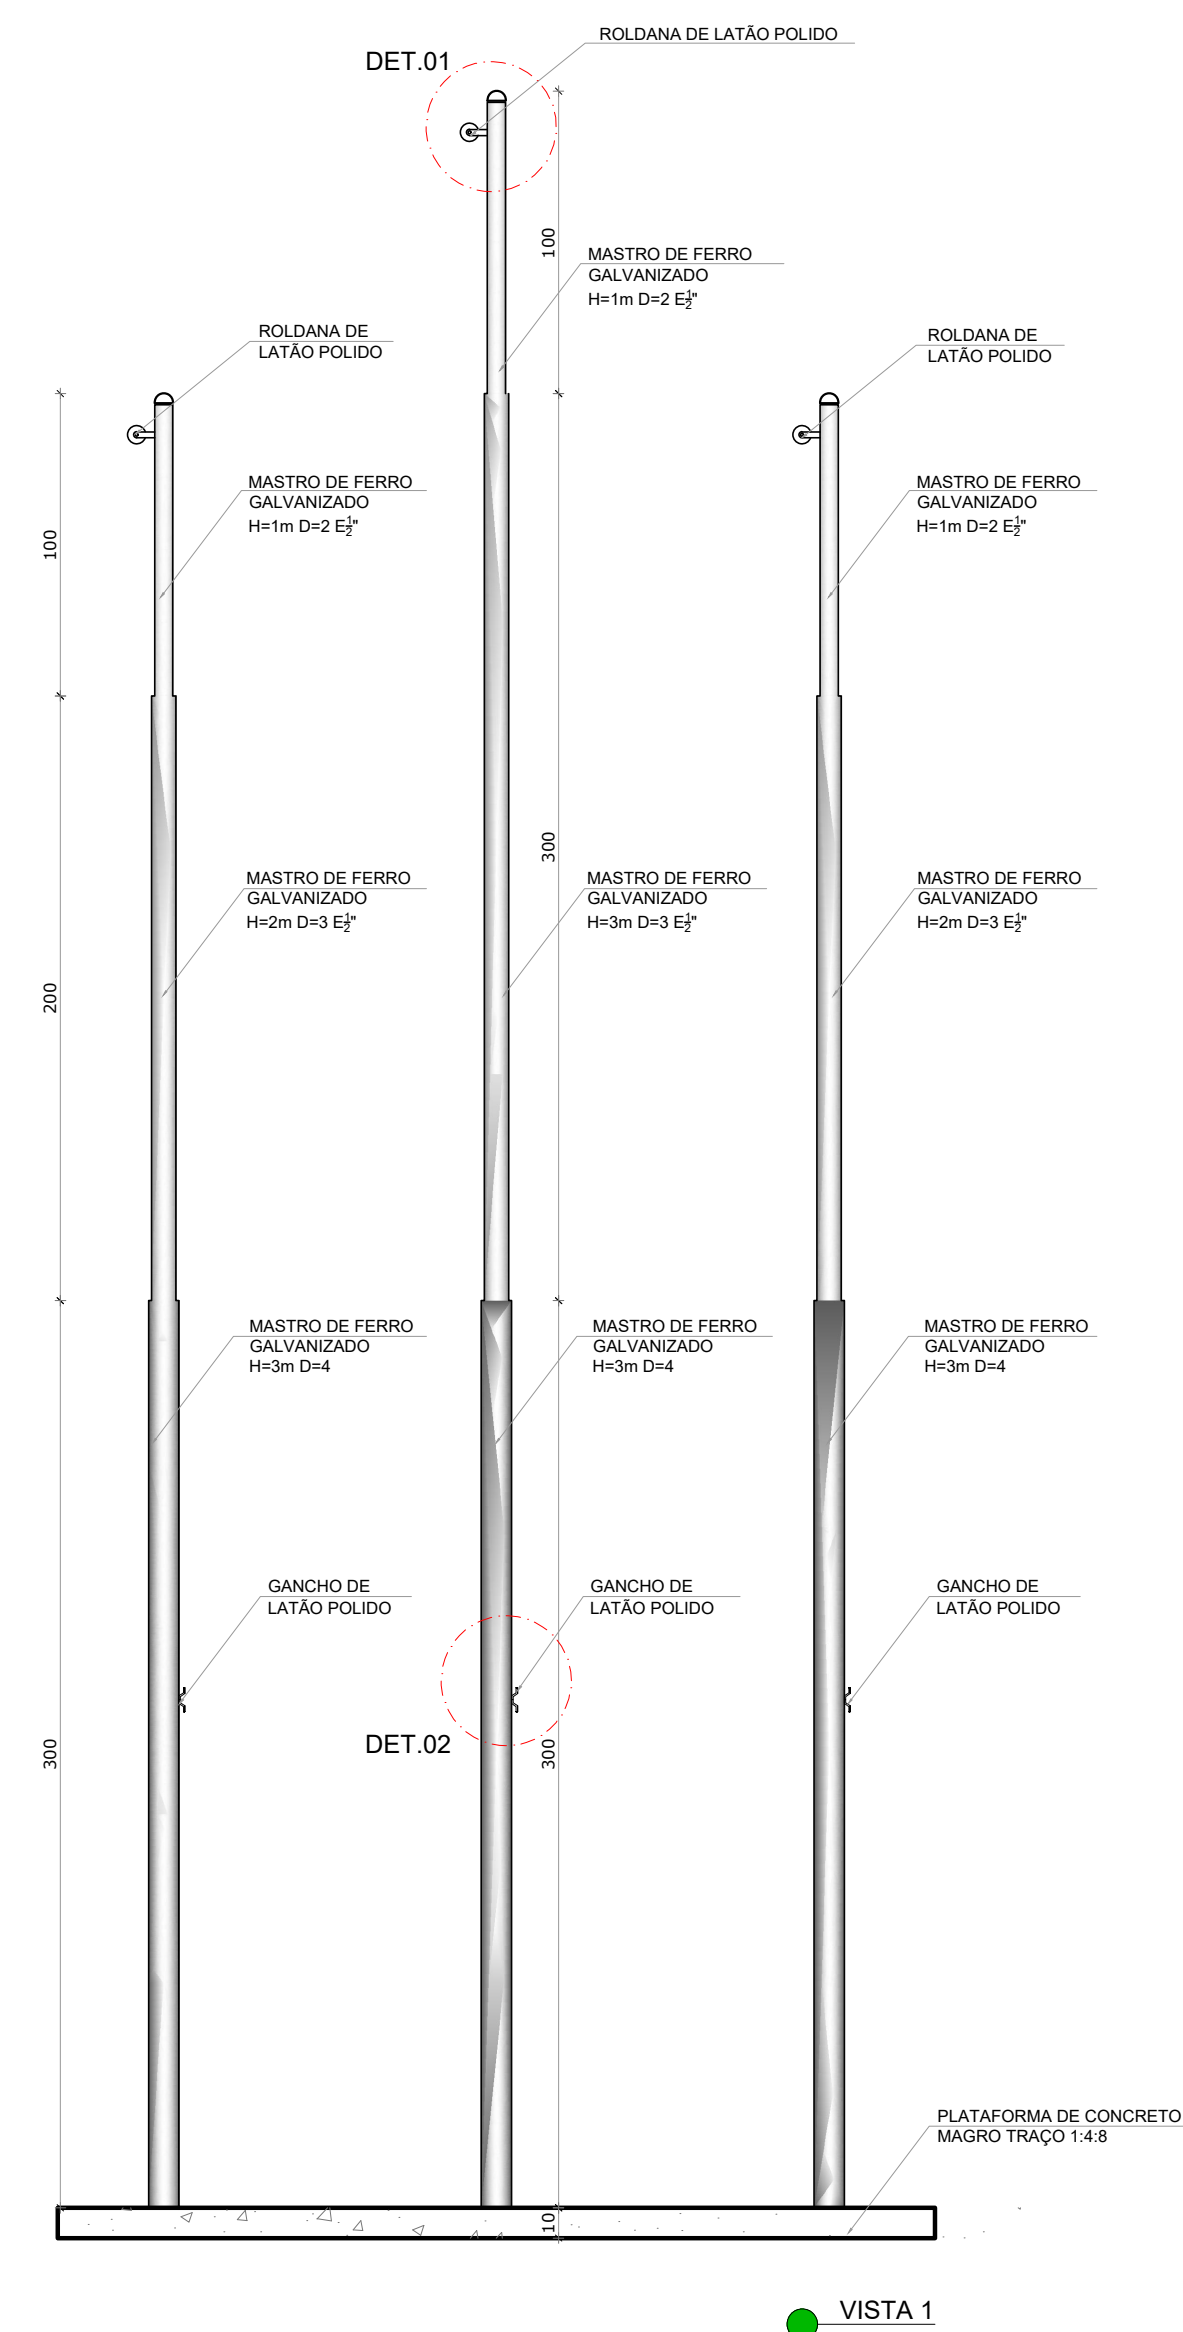 ROLDANA DE LATÃO POLIDO
DET.01
100
MASTRO DE FERRO
GALVANIZADO
H=1m D=2 E½"
ROLDANA DE
LATÃO POLIDO
ROLDANA DE
LATÃO POLIDO
100
MASTRO DE FERRO
GALVANIZADO
H=1m D=2 E½"
MASTRO DE FERRO
GALVANIZADO
H=1m D=2 E½"
300
MASTRO DE FERRO
GALVANIZADO
H=2m D=3 E½"
MASTRO DE FERRO
GALVANIZADO
H=3m D=3 E½"
MASTRO DE FERRO
GALVANIZADO
H=2m D=3 E½"
200
MASTRO DE FERRO
GALVANIZADO
H=3m D=4
MASTRO DE FERRO
GALVANIZADO
H=3m D=4
MASTRO DE FERRO
GALVANIZADO
H=3m D=4
GANCHO DE
LATÃO POLIDO
GANCHO DE
LATÃO POLIDO
GANCHO DE
LATÃO POLIDO
DET.02
300
300
PLATAFORMA DE CONCRETO
MAGRO TRAÇO 1:4:8
10
VISTA 1